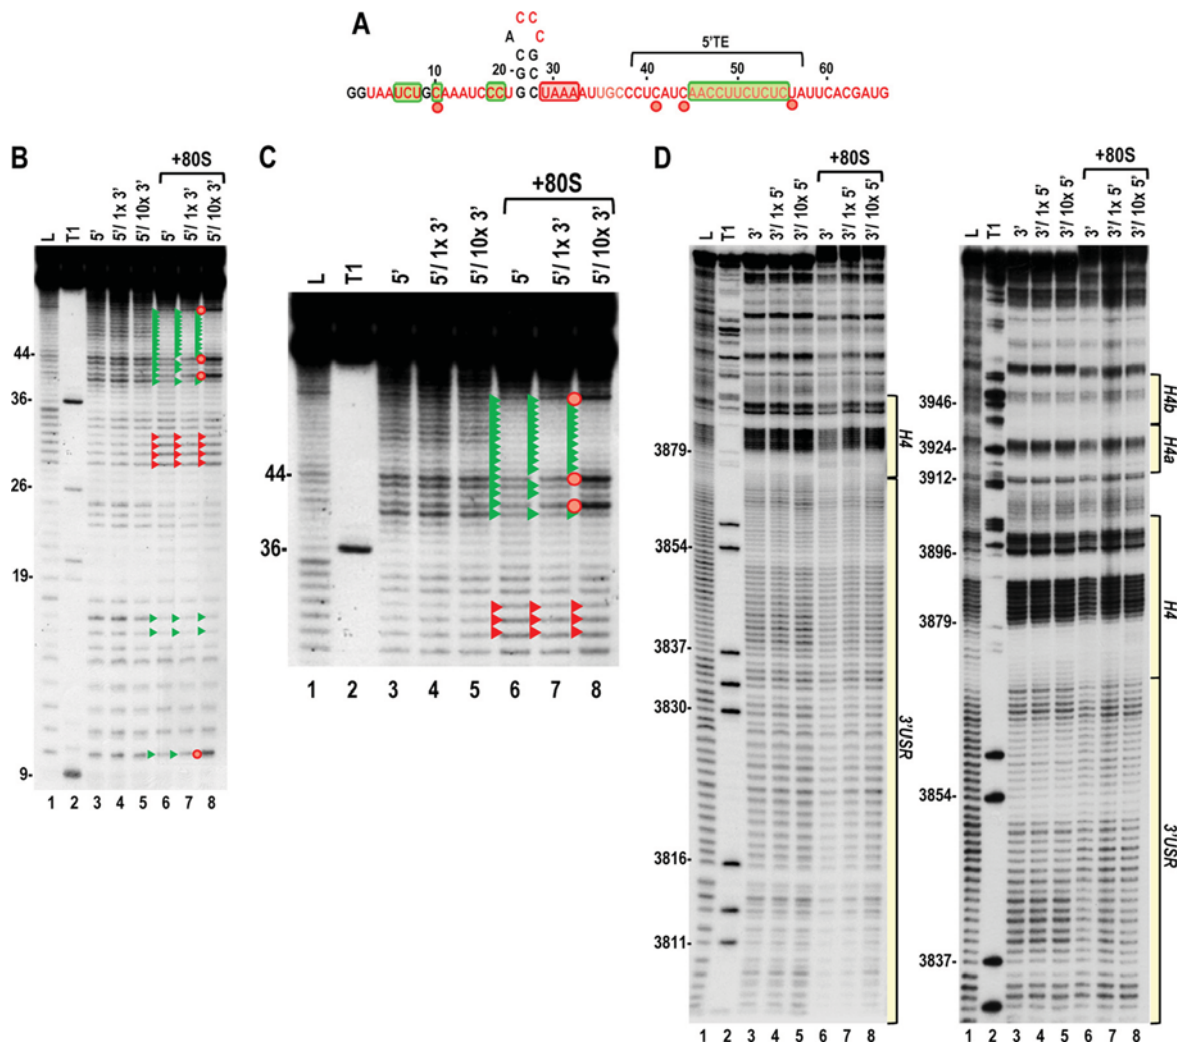 A
C C
A C
C G
5'TE
10 20- G C 30 40 50 60
GGUAAUCUGCAAAUCCCUG CUAAAAUUGCCCUCAUCAACCUUCUCUCUAUUCACGAUG
B
+80S
L T1 5' 5'/ 1x 3' 5'/ 10x 3' 5' 5'/ 1x 3' 5'/ 10x 3'
44-
36-
26-
19-
9-
1 2 3 4 5 6 7 8
C
+80S
L T1 5' 5'/ 1x 3' 5'/ 10x 3' 5' 5'/ 1x 3' 5'/ 10x 3'
44-
36-
1 2 3 4 5 6 7 8
D
+80S
L T1 3' 3'/ 1x 5' 3'/ 10x 5' 3' 3'/ 1x 5' 3'/ 10x 5'
3879-
3854-
3837-
3830-
3816-
3811-
H4
3'USR
1 2 3 4 5 6 7 8
+80S
L T1 3' 3'/ 1x 5' 3'/ 10x 5' 3' 3'/ 1x 5' 3'/ 10x 5'
3946-
3924-
3912-
3896-
3879-
3854-
3837-
H4b
H4a
H4
3'USR
1 2 3 4 5 6 7 8